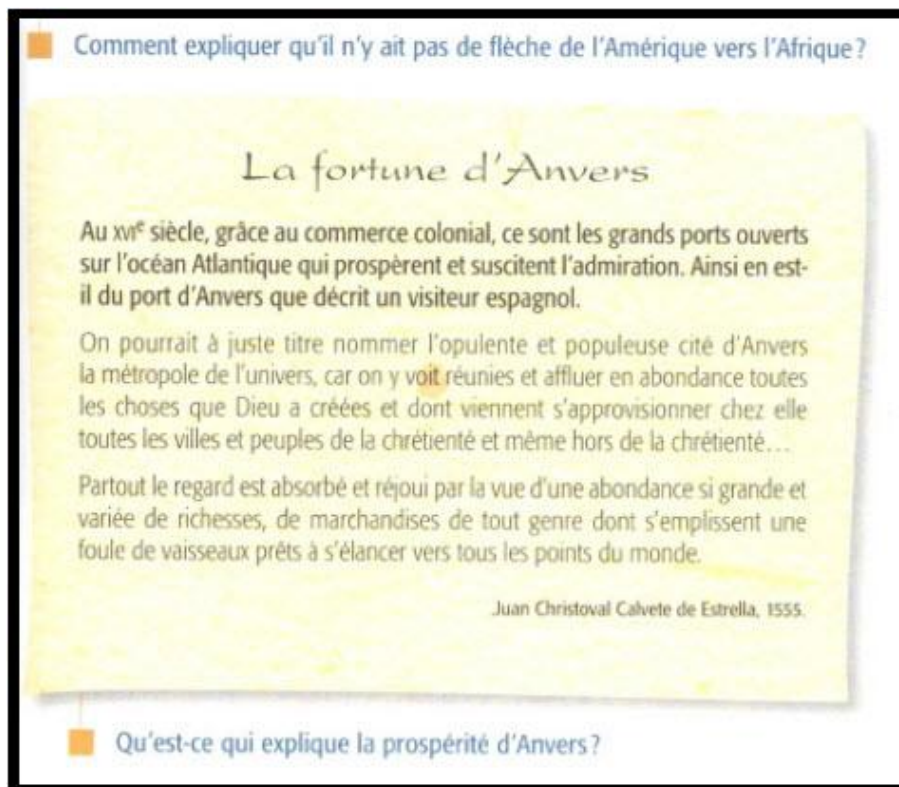 Comment expliquer qu'il n'y ait pas de flèche de l'Amérique vers l'Afrique ?
La fortune d'Anvers
Au XVIe siècle, grâce au commerce colonial, ce sont les grands ports ouverts
sur l'océan Atlantique qui prospèrent et suscitent l'admiration. Ainsi en est-
il du port d'Anvers que décrit un visiteur espagnol.
On pourrait à juste titre nommer l'opulente et populeuse cité d'Anvers
la métropole de l'univers, car on y voit réunies et affluer en abondance toutes
les choses que Dieu a créées et dont viennent s'approvisionner chez elle
toutes les villes et peuples de la chrétienté et même hors de la chrétienté...
Partout le regard est absorbé et réjoui par la vue d'une abondance si grande et
variée de richesses, de marchandises de tout genre dont s'emplissent une
foule de vaisseaux prêts à s'élancer vers tous les points du monde.
Juan Christoval Calvete de Estrella, 1555.
Qu'est-ce qui explique la prospérité d'Anvers ?